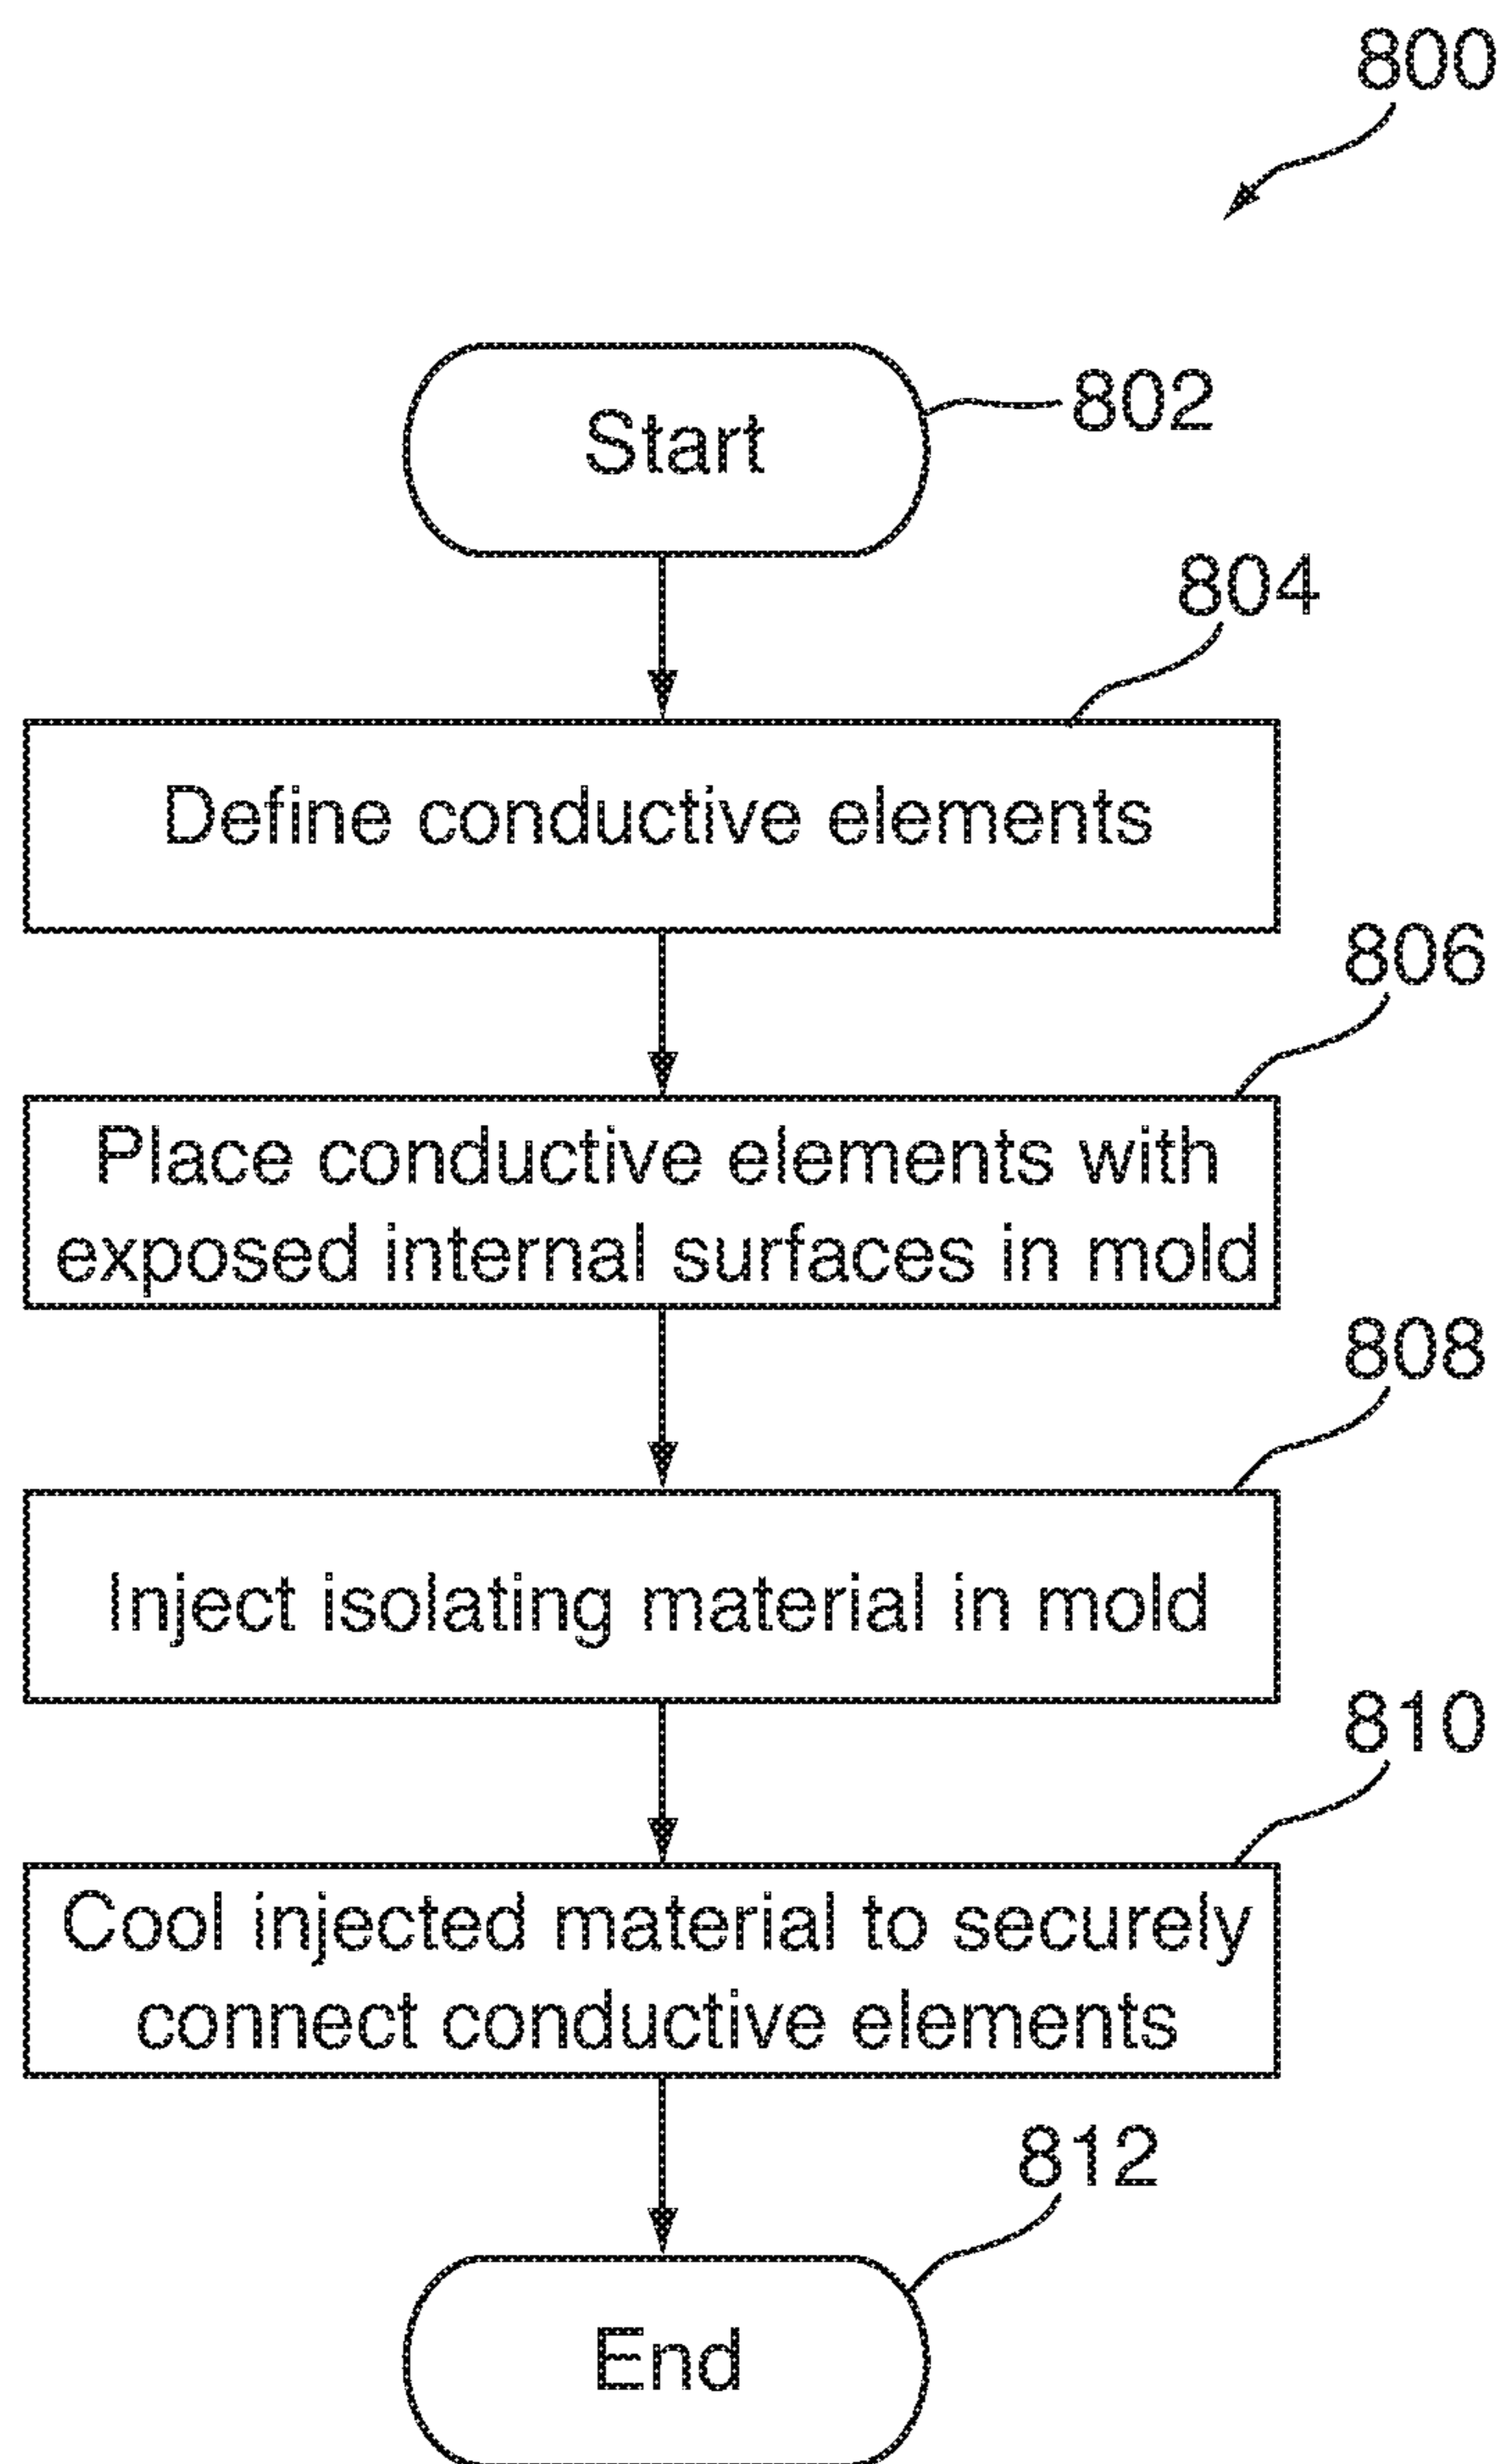 800
Start
802
804
Define conductive elements
806
Place conductive elements with
exposed internal surfaces in mold
808
Inject isolating material in mold
810
Cool injected material to securely
connect conductive elements
812
End